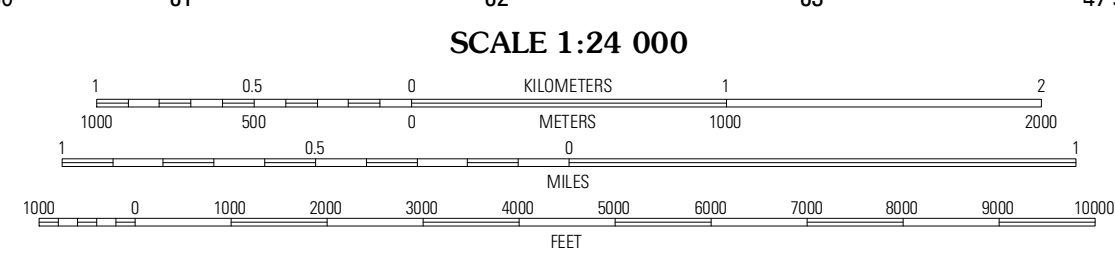 SCALE 1:24 000
1 0.5 0 KILOMETERS 1 2
1000 500 0 METERS 1000 2000
1 0.5 0 1
MILES
1000 0 1000 2000 3000 4000 5000 6000 7000 8000 9000 10000
FEET